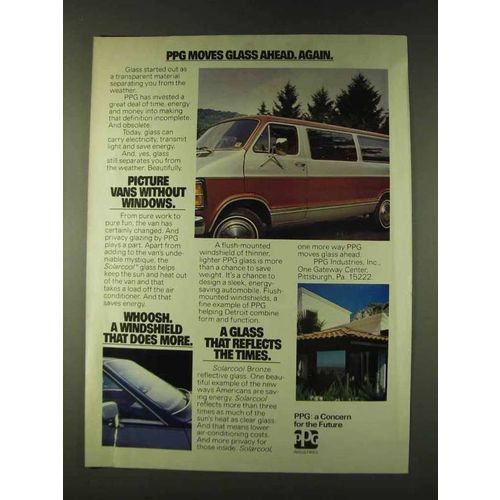 PPG MOVES GLASS AHEAD. AGAIN.
Glass started out as
a transparent material
separating you from the
weather.
PPG has invested a
great deal of time, energy
and money into making
that definition incomplete.
And obsolete.
Today, glass can
carry electricity, transmit
light and save energy.
And, yes, glass
still separates you from
the weather. Beautifully.
PICTURE
VANS WITHOUT
WINDOWS.
From pure work to
pure fun, the van has
certainly changed. And
privacy glazing by PPG
plays a part. Apart from
adding to the van's unde-
niable mystique, the
Solarcool™ glass helps
keep the sun and heat out
of the van and that
takes a load off the air
conditioner. And that
saves energy.
WHOOSH.
A WINDSHIELD
THAT DOES MORE.
A flush-mounted
windshield of thinner,
lighter PPG glass is more
than a chance to save
weight. It's a chance to
design a sleek, energy-
saving automobile. Flush-
mounted windshields, a
fine example of PPG
helping Detroit combine
form and function.
A GLASS
THAT REFLECTS
THE TIMES.
Solarcool Bronze
reflective glass. One beau-
tiful example of the new
ways Americans are sav-
ing energy. Solarcool
reflects more than three
times as much of the
sun's heat as clear glass.
And that means lower
air-conditioning costs.
And more privacy for
those inside. Solarcool,
one more way PPG
moves glass ahead.
PPG Industries, Inc.,
One Gateway Center,
Pittsburgh, Pa. 15222.
PPG: a Concern
for the Future
PPG
INDUSTRIES